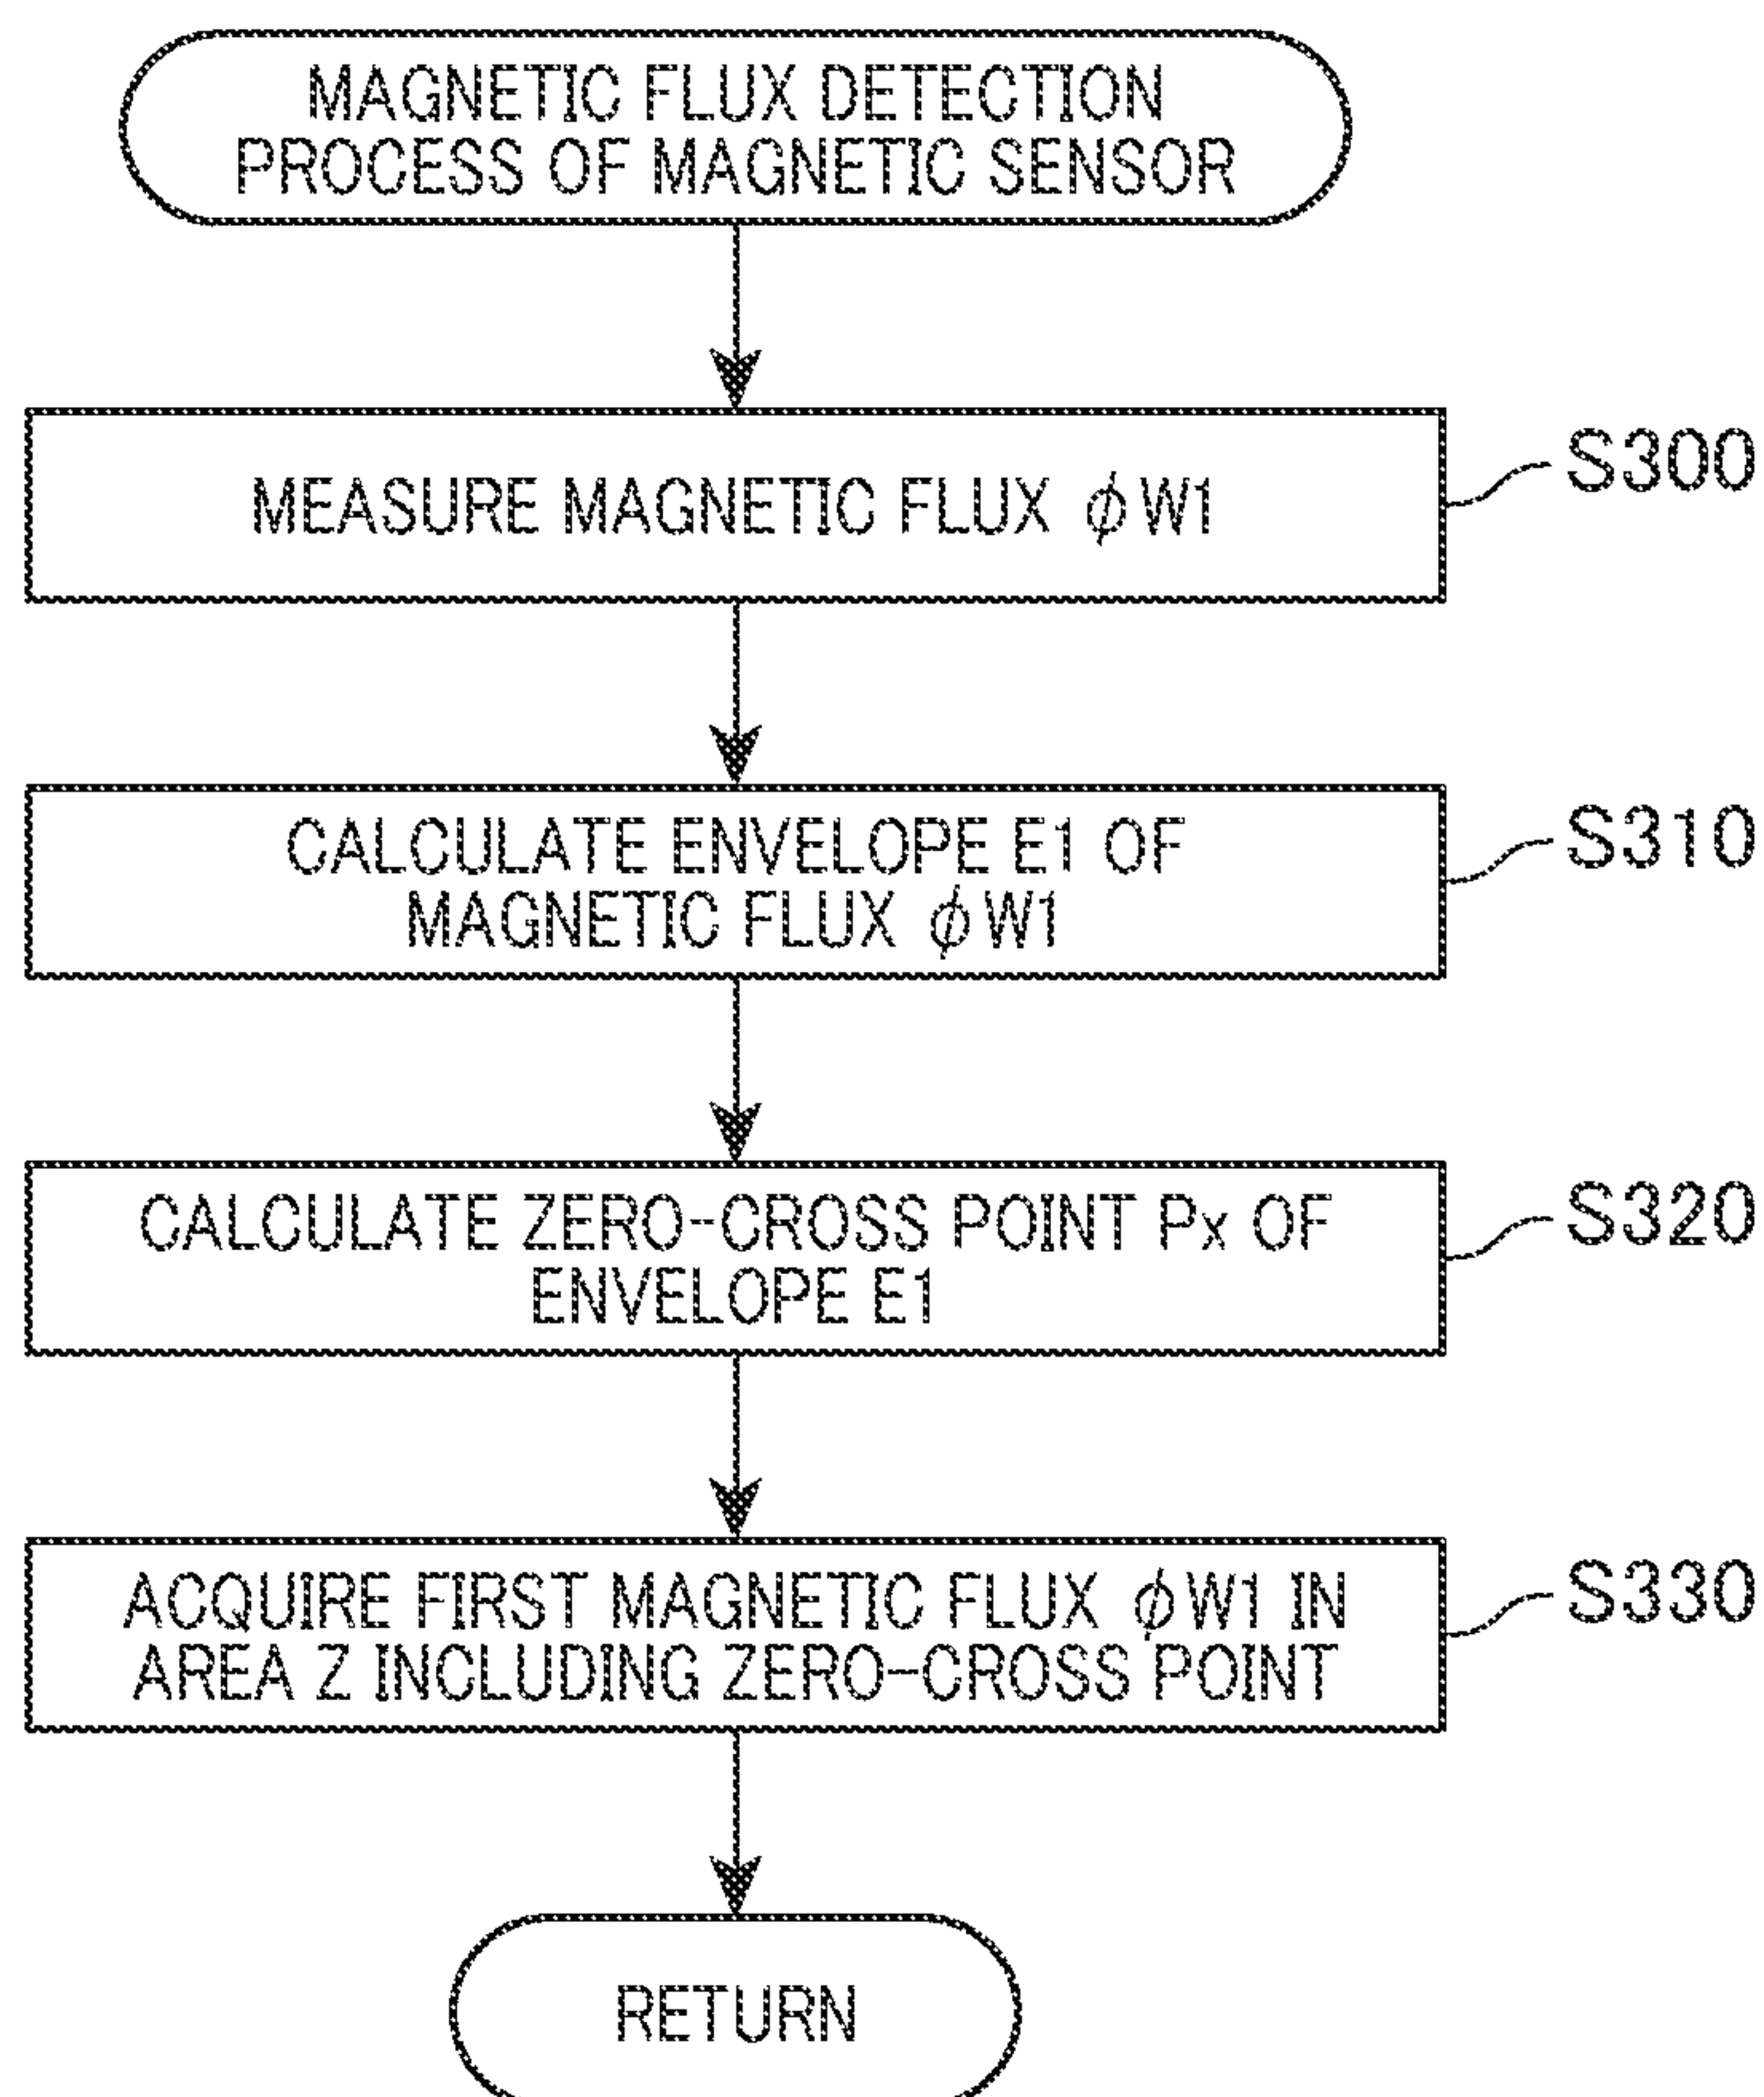 MAGNETIC FLUX DETECTION
PROCESS OF MAGNETIC SENSOR
MEASURE MAGNETIC FLUX φW1
S300
CALCULATE ENVELOPE E1 OF
MAGNETIC FLUX φW1
S310
CALCULATE ZERO-CROSS POINT Px OF
ENVELOPE E1
S320
ACQUIRE FIRST MAGNETIC FLUX φW1 IN
AREA Z INCLUDING ZERO-CROSS POINT
S330
RETURN